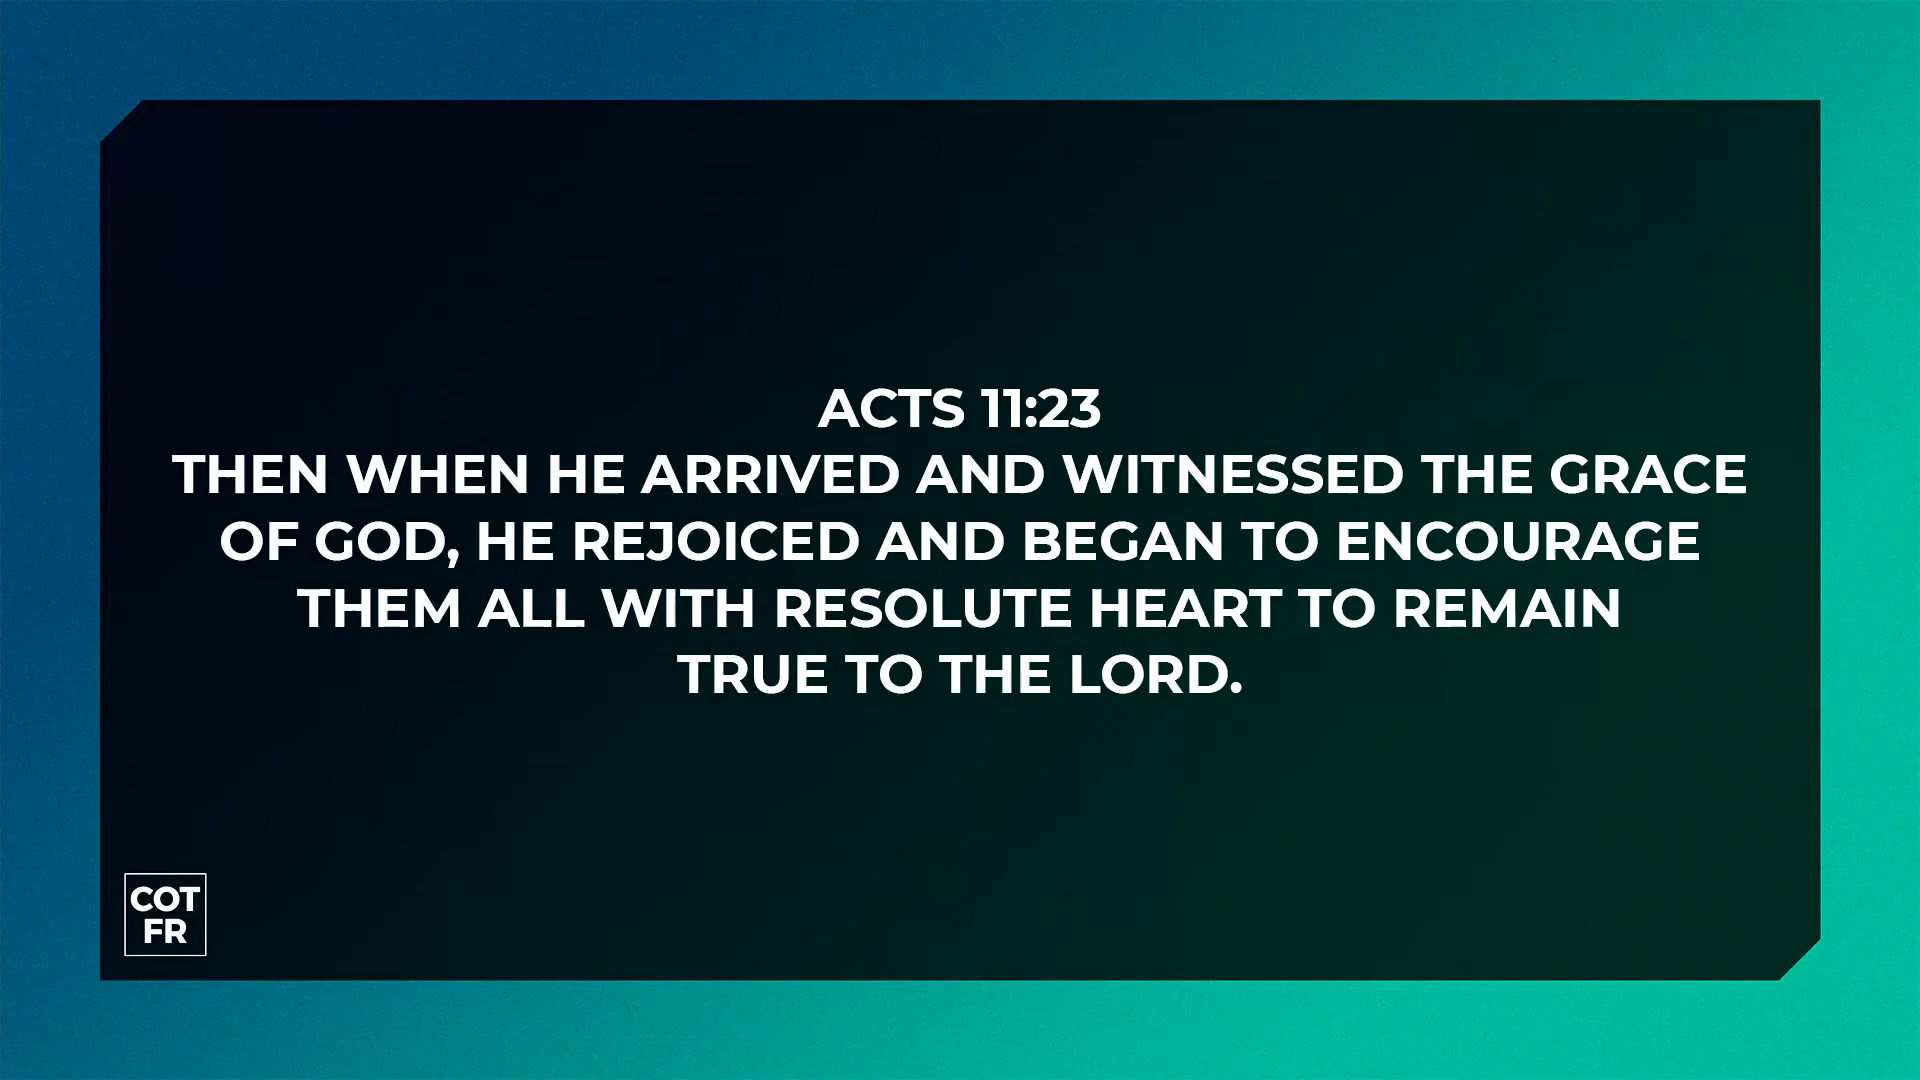 ACTS 11:23
THEN WHEN HE ARRIVED AND WITNESSED THE GRACE
OF GOD, HE REJOICED AND BEGAN TO ENCOURAGE
THEM ALL WITH RESOLUTE HEART TO REMAIN
TRUE TO THE LORD.
COT
FR